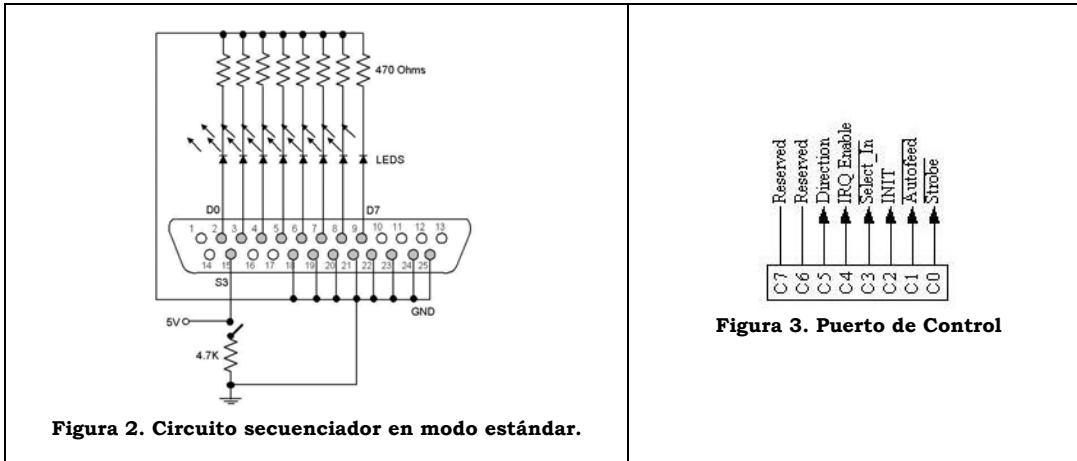 470 Ohms
LEDS
D0 D7
1 2 3 4 5 6 7 8 9 10 11 12 13
14 15 16 17 18 19 20 21 22 23 24 25
S3
GND
5V
4.7K
Figura 2. Circuito secuenciador en modo estándar.
Reserved
Reserved
Direction
IRQ Enable
Select_In
INIT
Autofeed
Strobe
C7 C6 C5 C4 C3 C2 C1 C0
Figura 3. Puerto de Control